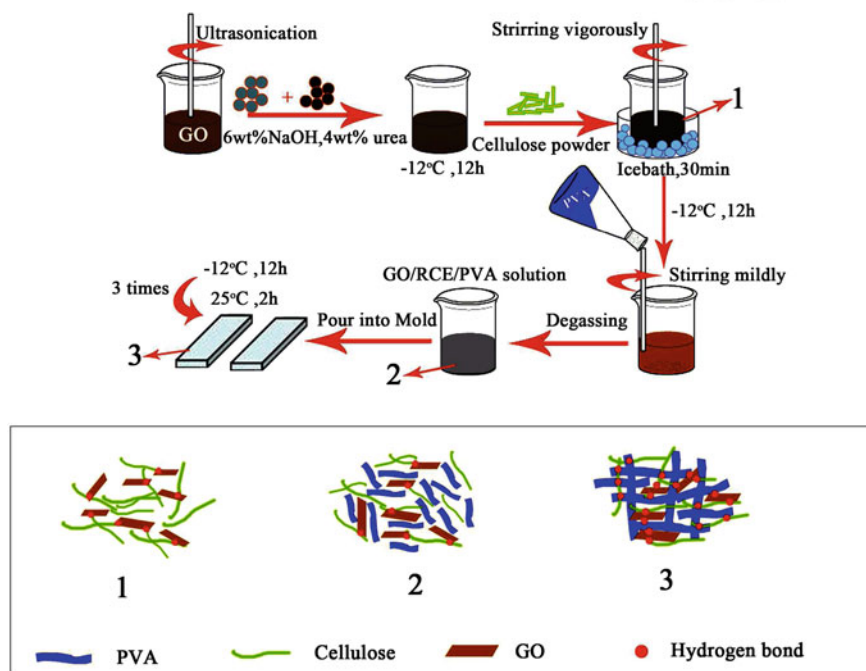 Ultrasonication
GO
+
6wt%NaOH,4wt% urea
-12°C ,12h
Cellulose powder
Strirring vigorously
1
Icebath,30min
-12°C ,12h
PVA
Stirring mildly
Degassing
GO/RCE/PVA solution
2
Pour into Mold
-12°C ,12h
3 times
25°C ,2h
3
1
2
3
PVA
Cellulose
GO
Hydrogen bond